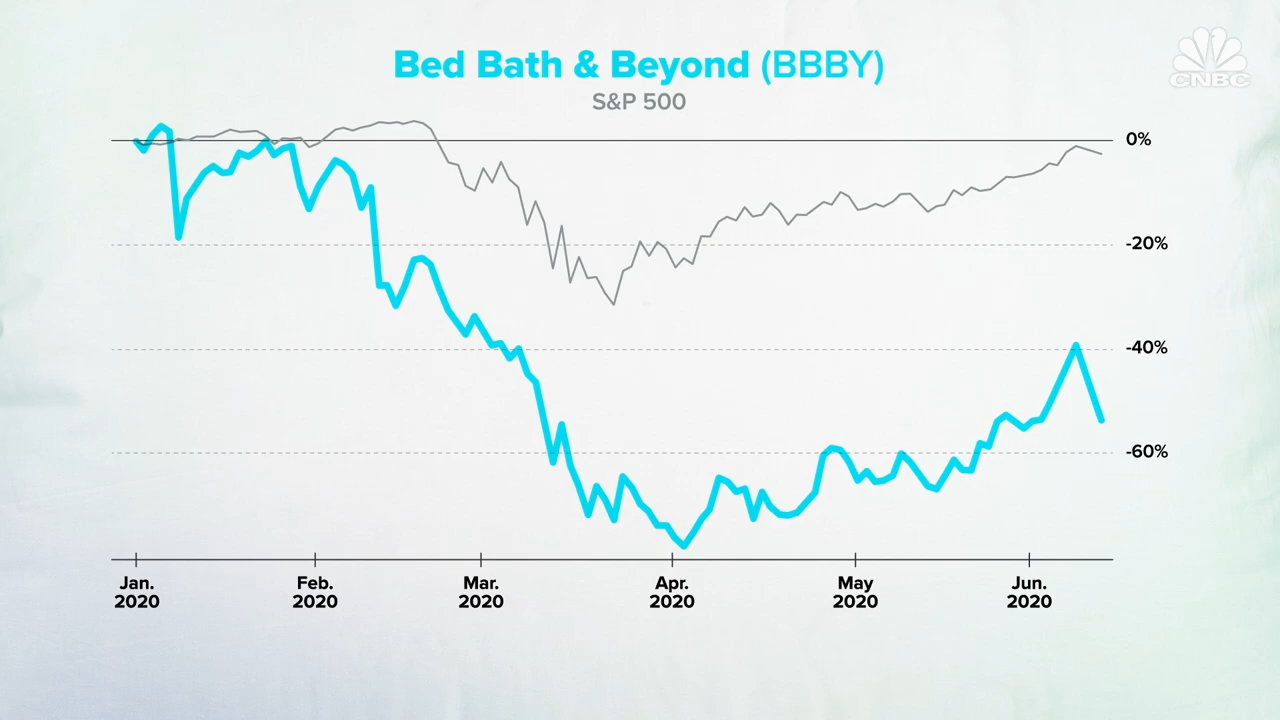 CNBC
Bed Bath & Beyond (BBBY)
S&P 500
0%
-20%
-40%
-60%
Jan.
2020
Feb.
2020
Mar.
2020
Apr.
2020
May
2020
Jun.
2020